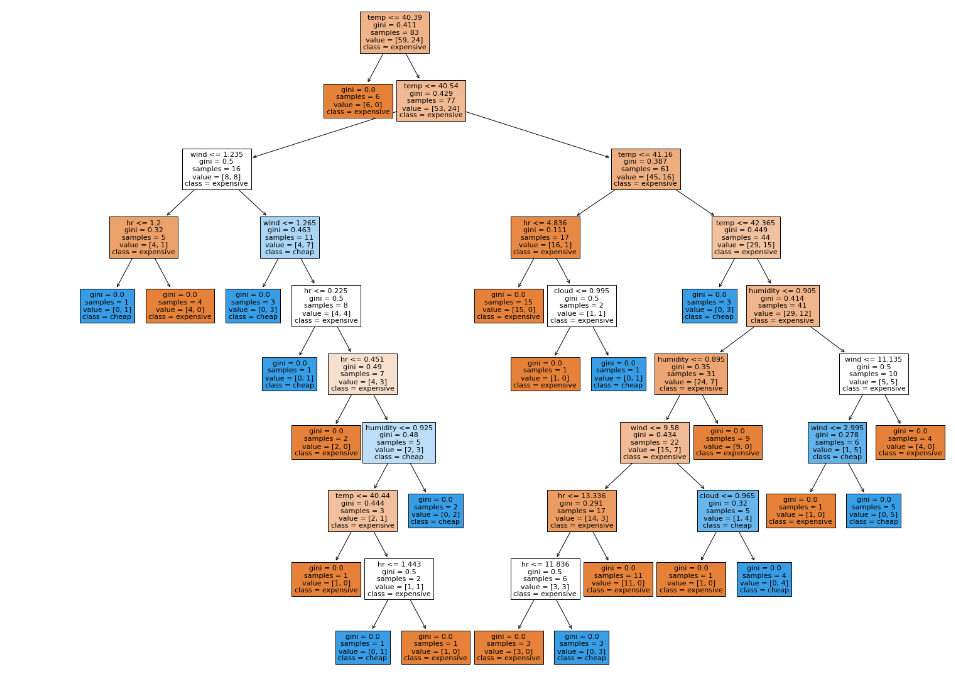 temp <= 40.39
gini = 0.411
samples = 83
value = [59, 24]
class = expensive
gini = 0.0
samples = 6
value = [6, 0]
class = expensive
temp <= 40.54
gini = 0.429
samples = 77
value = [53, 24]
class = expensive
wind <= 1.235
gini = 0.5
samples = 16
value = [8, 8]
class = expensive
temp <= 41.16
gini = 0.387
samples = 61
value = [45, 16]
class = expensive
hr <= 1.2
gini = 0.32
samples = 5
value = [4, 1]
class = expensive
wind <= 1.265
gini = 0.463
samples = 11
value = [4, 7]
class = cheap
hr <= 4.836
gini = 0.111
samples = 17
value = [16, 1]
class = expensive
temp <= 42.365
gini = 0.449
samples = 44
value = [29, 15]
class = expensive
gini = 0.0
samples = 1
value = [0, 1]
class = cheap
gini = 0.0
samples = 4
value = [4, 0]
class = expensive
gini = 0.0
samples = 3
value = [0, 3]
class = cheap
hr <= 0.225
gini = 0.5
samples = 8
value = [4, 4]
class = expensive
gini = 0.0
samples = 15
value = [15, 0]
class = expensive
cloud <= 0.995
gini = 0.5
samples = 2
value = [1, 1]
class = expensive
gini = 0.0
samples = 3
value = [0, 3]
class = cheap
humidity <= 0.905
gini = 0.414
samples = 41
value = [29, 12]
class = expensive
gini = 0.0
samples = 1
value = [0, 1]
class = cheap
hr <= 0.451
gini = 0.49
samples = 7
value = [4, 3]
class = expensive
gini = 0.0
samples = 1
value = [1, 0]
class = expensive
gini = 0.0
samples = 1
value = [0, 1]
class = cheap
humidity <= 0.895
gini = 0.35
samples = 31
value = [24, 7]
class = expensive
wind <= 11.135
gini = 0.5
samples = 10
value = [5, 5]
class = expensive
gini = 0.0
samples = 2
value = [2, 0]
class = expensive
humidity <= 0.925
gini = 0.48
samples = 5
value = [2, 3]
class = cheap
wind <= 9.58
gini = 0.434
samples = 22
value = [15, 7]
class = expensive
gini = 0.0
samples = 9
value = [9, 0]
class = expensive
wind <= 2.995
gini = 0.278
samples = 6
value = [1, 5]
class = cheap
gini = 0.0
samples = 4
value = [4, 0]
class = expensive
temp <= 40.44
gini = 0.444
samples = 3
value = [2, 1]
class = expensive
gini = 0.0
samples = 2
value = [0, 2]
class = cheap
hr <= 13.336
gini = 0.291
samples = 17
value = [14, 3]
class = expensive
cloud <= 0.965
gini = 0.32
samples = 5
value = [1, 4]
class = cheap
gini = 0.0
samples = 1
value = [1, 0]
class = expensive
gini = 0.0
samples = 5
value = [0, 5]
class = cheap
gini = 0.0
samples = 1
value = [1, 0]
class = expensive
hr <= 1.443
gini = 0.5
samples = 2
value = [1, 1]
class = expensive
hr <= 11.836
gini = 0.5
samples = 6
value = [3, 3]
class = expensive
gini = 0.0
samples = 11
value = [11, 0]
class = expensive
gini = 0.0
samples = 1
value = [1, 0]
class = expensive
gini = 0.0
samples = 4
value = [0, 4]
class = cheap
gini = 0.0
samples = 1
value = [0, 1]
class = cheap
gini = 0.0
samples = 1
value = [1, 0]
class = expensive
gini = 0.0
samples = 3
value = [3, 0]
class = expensive
gini = 0.0
samples = 3
value = [0, 3]
class = cheap